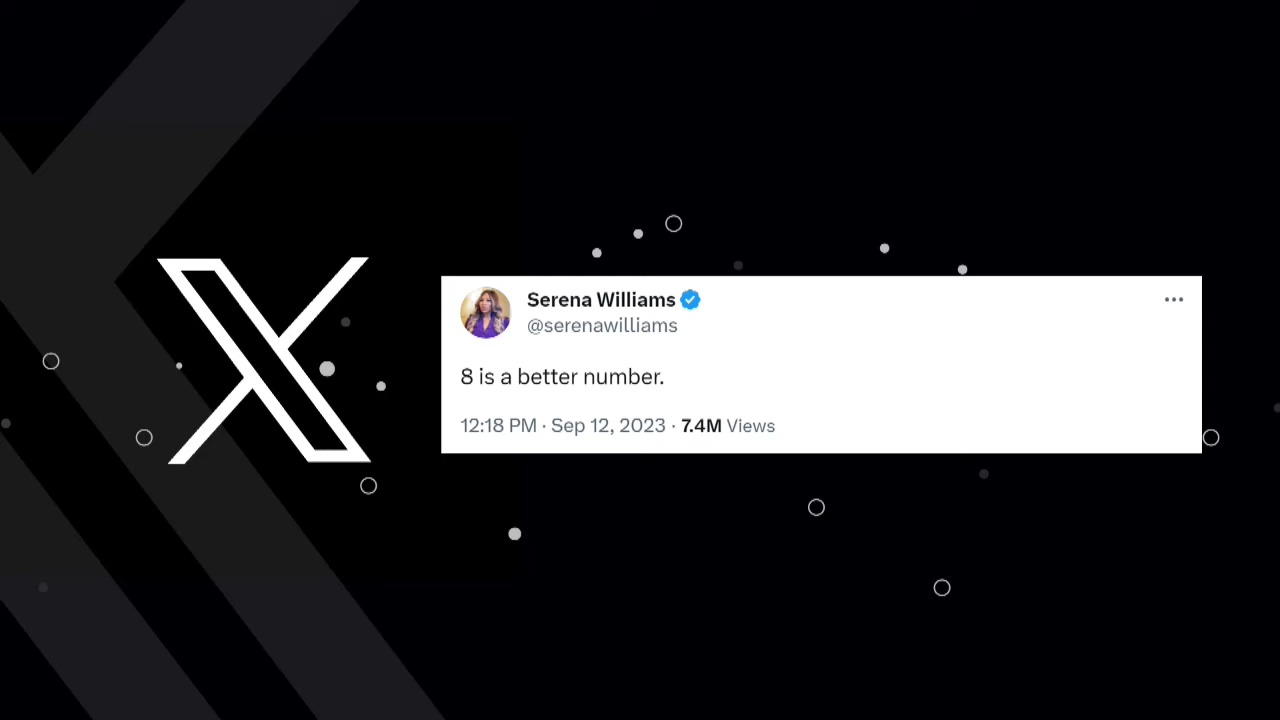 Serena Williams
@serenawilliams
8 is a better number.
12:18 PM · Sep 12, 2023 · 7.4M Views